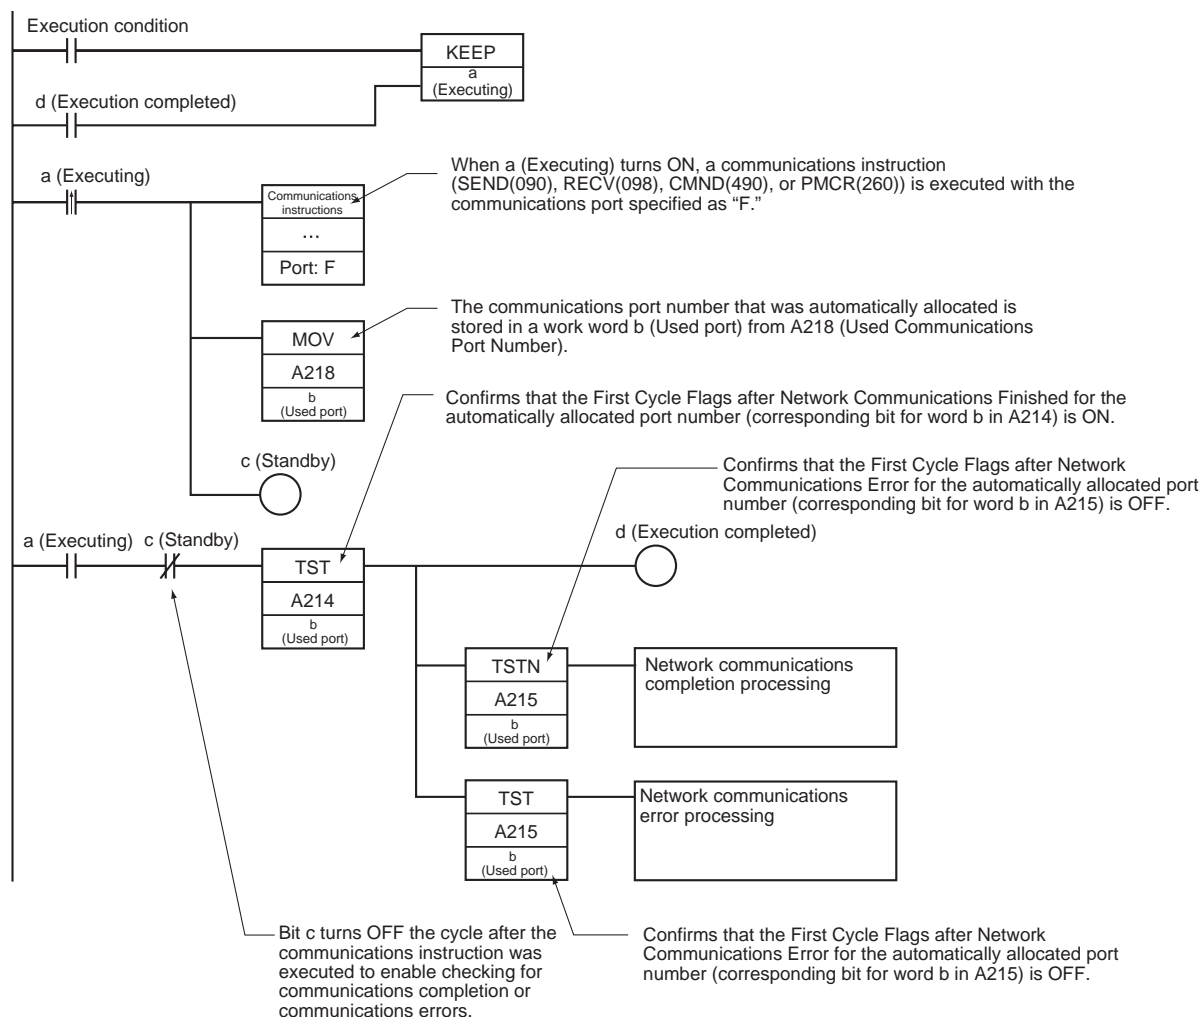 Execution condition
KEEP
a
(Executing)
d (Execution completed)
a (Executing)
Communications
instructions
…
Port: F
When a (Executing) turns ON, a communications instruction
(SEND(090), RECV(098), CMND(490), or PMCR(260)) is executed with the
communications port specified as “F.”
MOV
A218
b
(Used port)
The communications port number that was automatically allocated is
stored in a work word b (Used port) from A218 (Used Communications
Port Number).
Confirms that the First Cycle Flags after Network Communications Finished for the
automatically allocated port number (corresponding bit for word b in A214) is ON.
c (Standby)
Confirms that the First Cycle Flags after Network
Communications Error for the automatically allocated port
number (corresponding bit for word b in A215) is OFF.
a (Executing)
c (Standby)
TST
A214
b
(Used port)
d (Execution completed)
TSTN
A215
b
(Used port)
Network communications
completion processing
TST
A215
b
(Used port)
Network communications
error processing
Bit c turns OFF the cycle after the
communications instruction was
executed to enable checking for
communications completion or
communications errors.
Confirms that the First Cycle Flags after Network
Communications Error for the automatically allocated port
number (corresponding bit for word b in A215) is OFF.